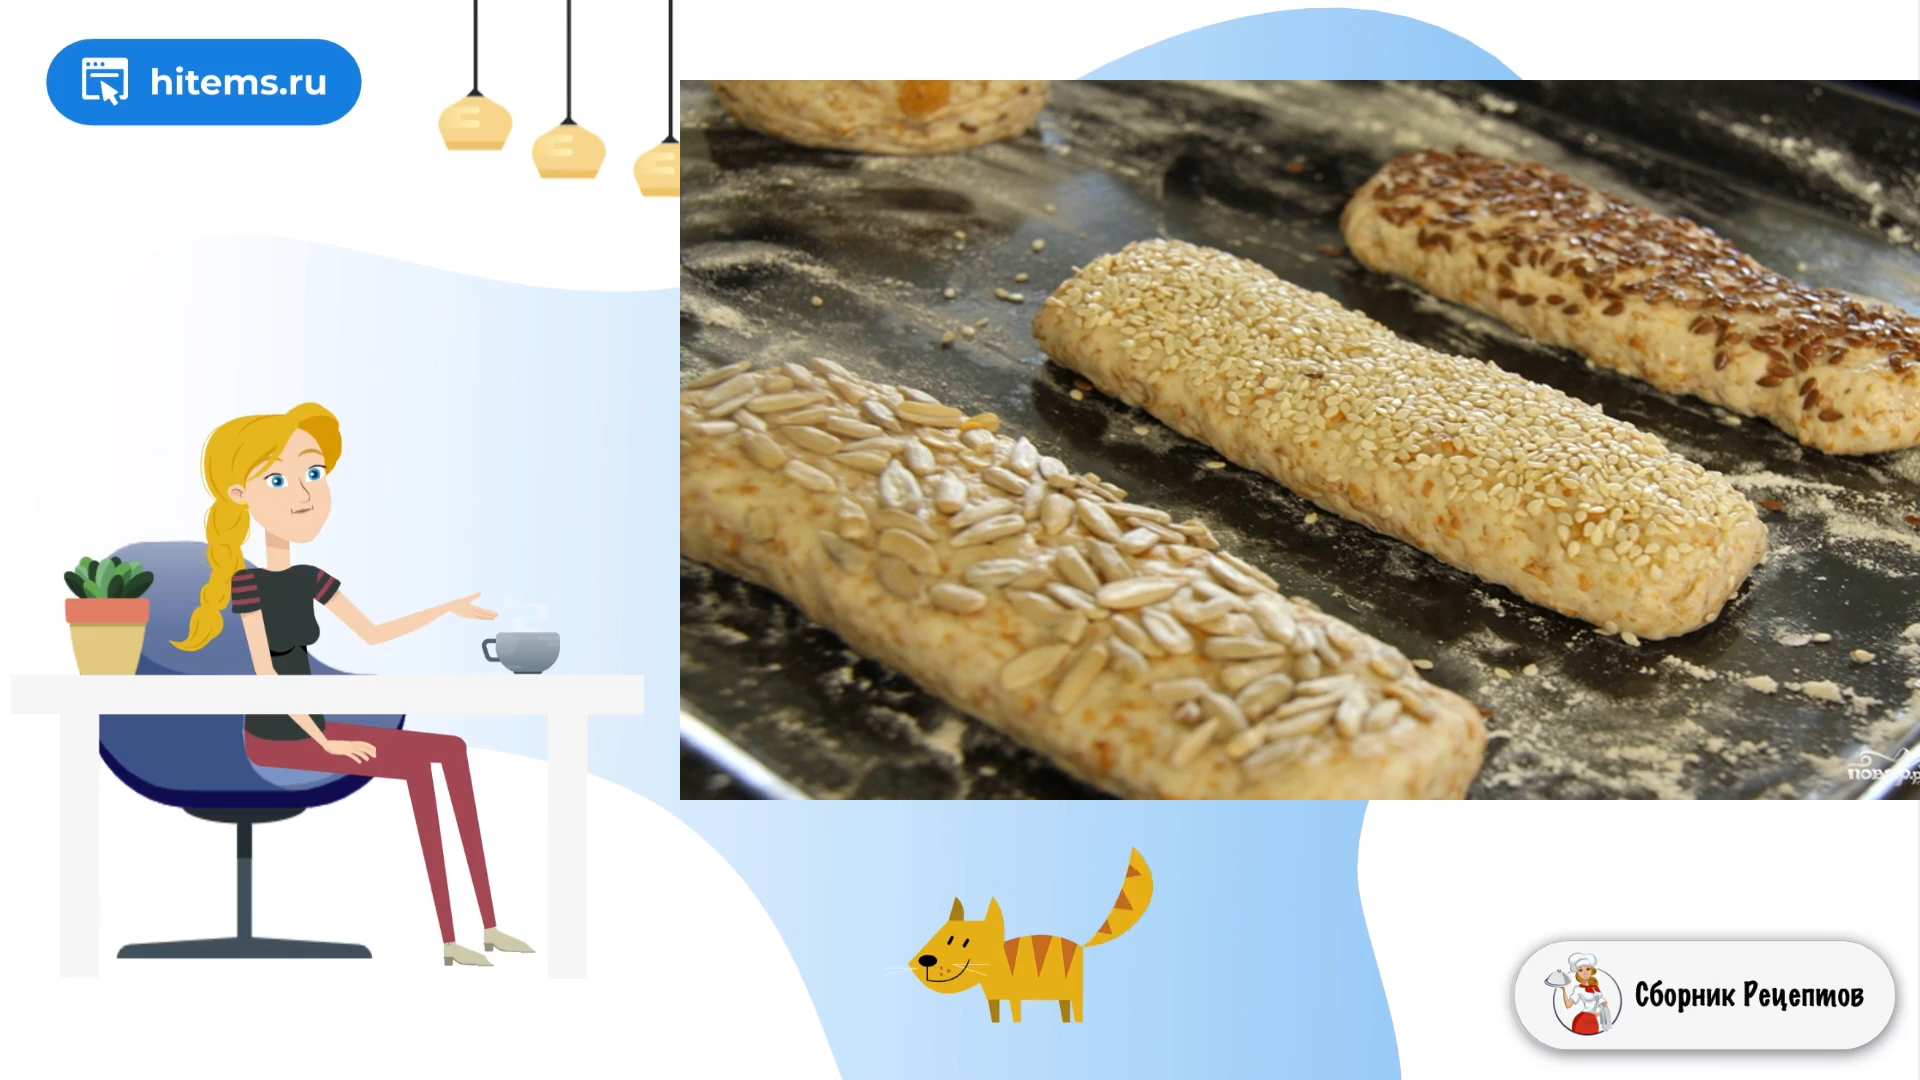 hitems.ru
Сборник Рецептов